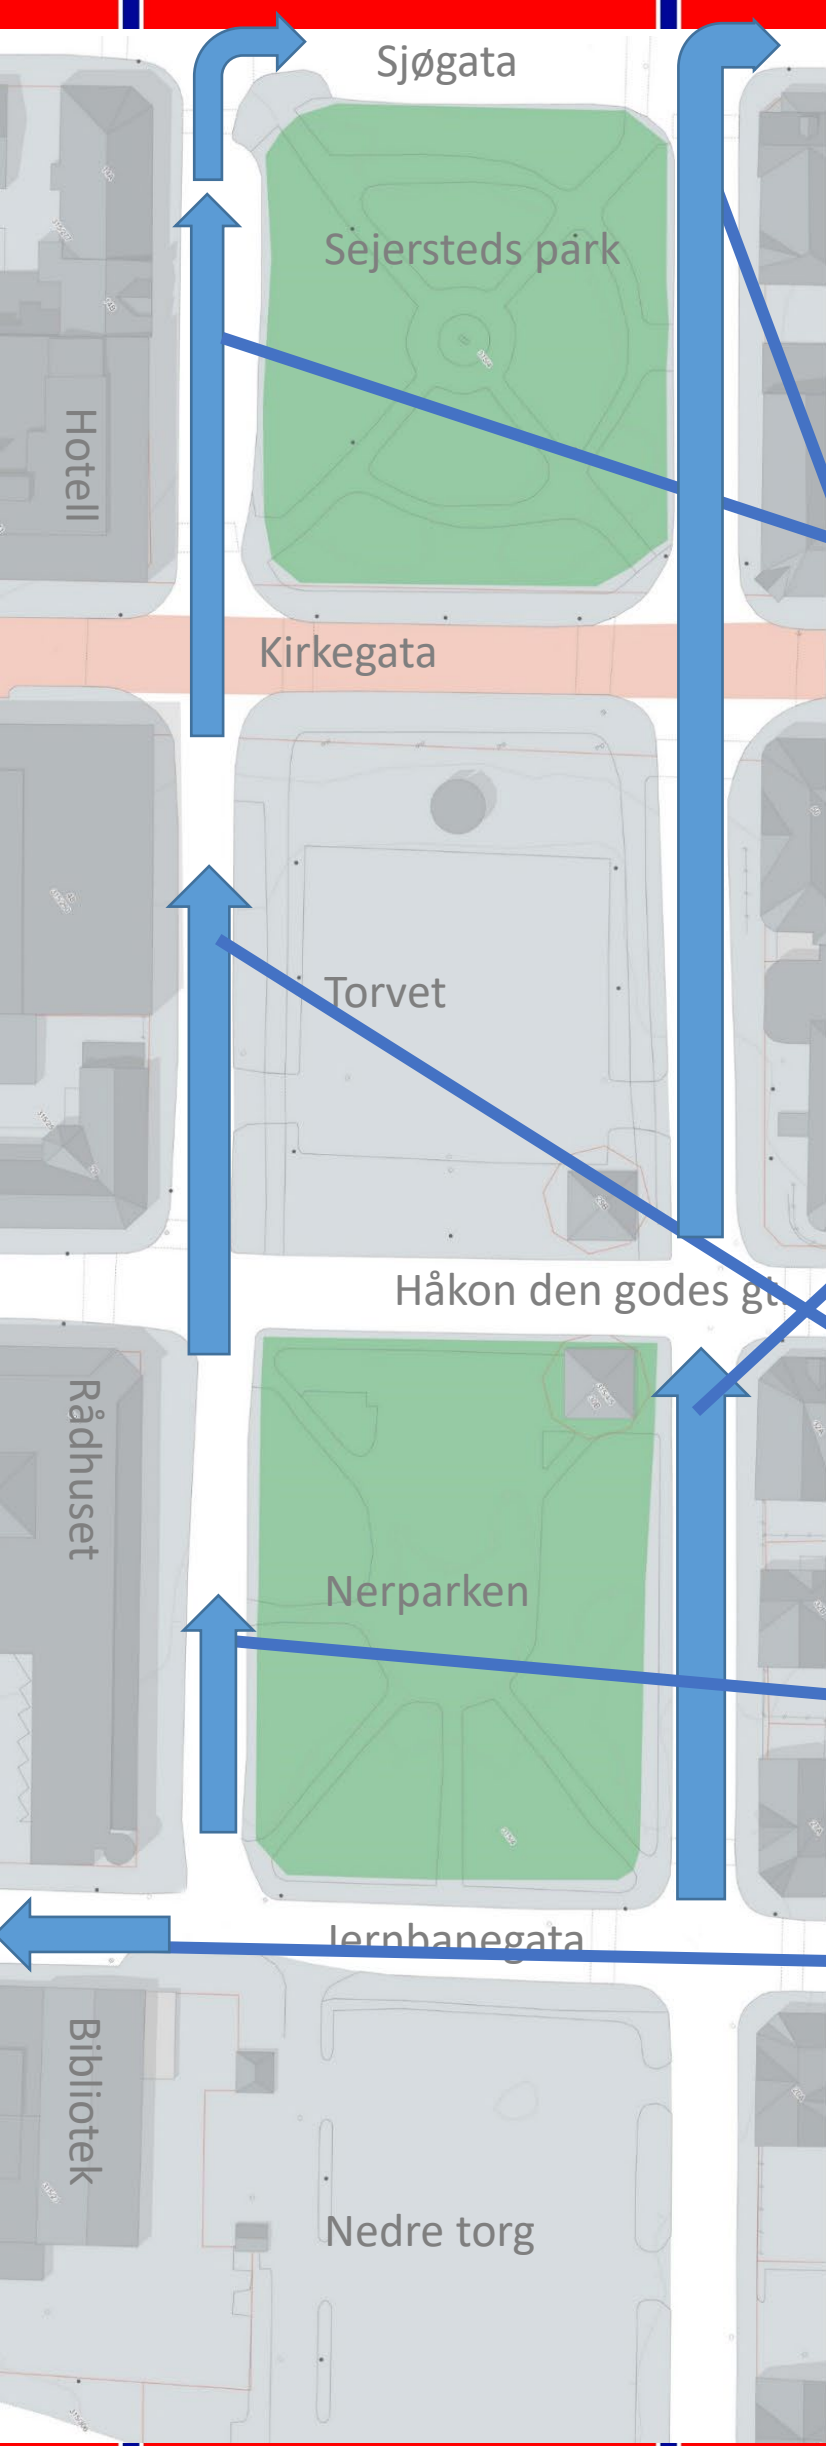 Sjøgata
Sejersteds park
Hotell
Kirkegata
Torvet
Håkon den godes gt.
Rådhuset
Nerparken
Jernbanegata
Bibliotek
Nedre torg